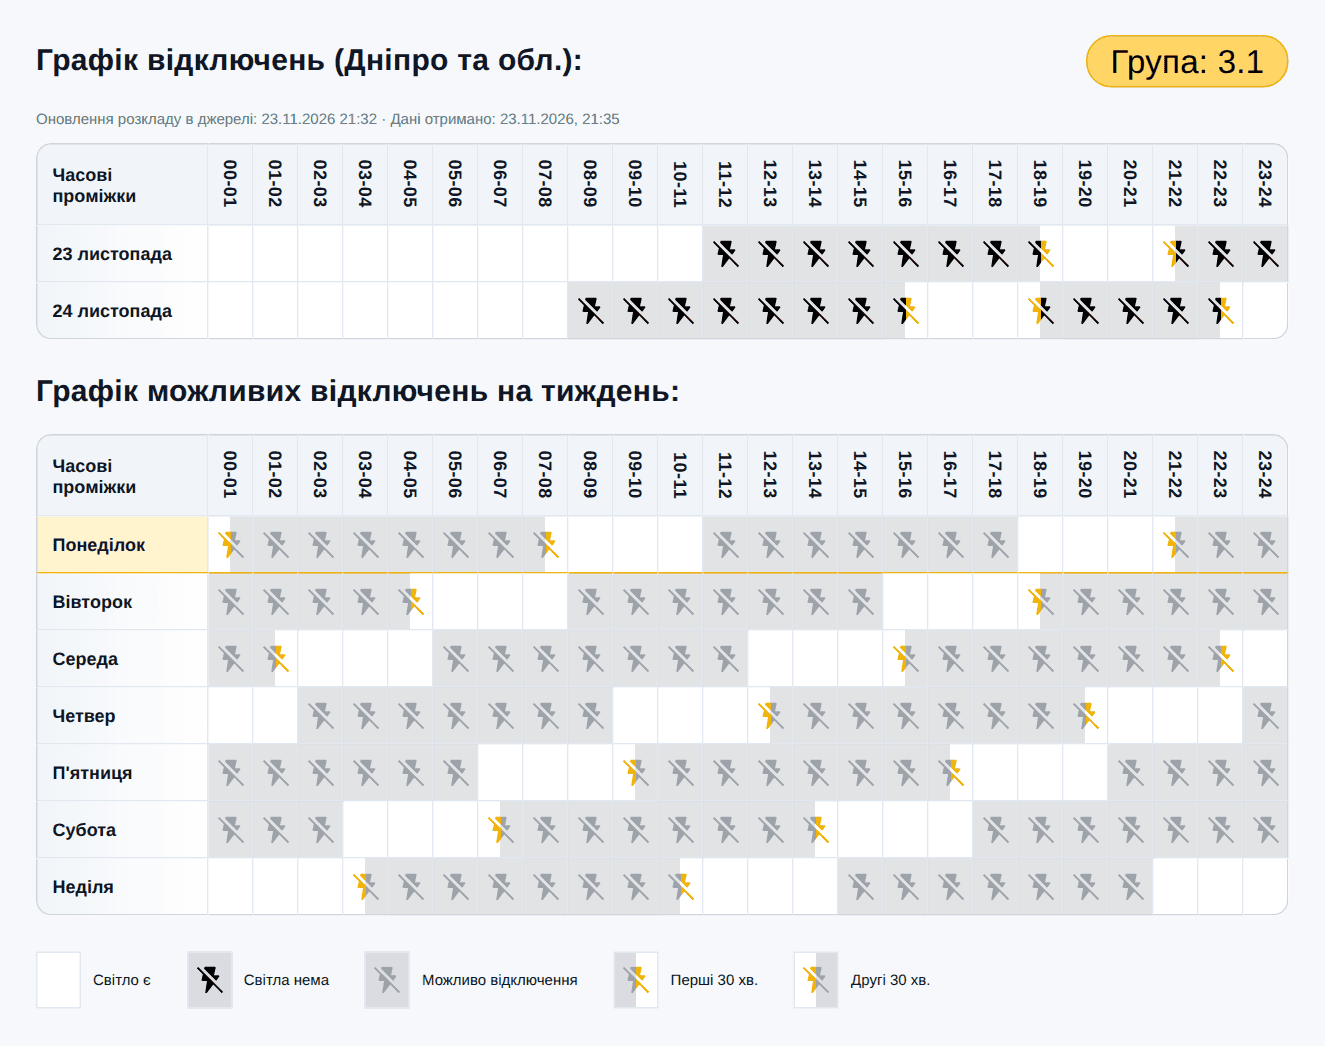 Графік відключень (Дніпро та обл.):
Група: 3.1
Оновлення розкладу в джерелі: 23.11.2026 21:32 · Дані отримано: 23.11.2026, 21:35
Часові проміжки 00-01 01-02 02-03 03-04 04-05 05-06 06-07 07-08 08-09 09-10 10-11 11-12 12-13 13-14 14-15 15-16 16-17 17-18 18-19 19-20 20-21 21-22 22-23 23-24
23 листопада
24 листопада
Графік можливих відключень на тиждень:
Часові проміжки 00-01 01-02 02-03 03-04 04-05 05-06 06-07 07-08 08-09 09-10 10-11 11-12 12-13 13-14 14-15 15-16 16-17 17-18 18-19 19-20 20-21 21-22 22-23 23-24
Понеділок
Вівторок
Середа
Четвер
П'ятниця
Субота
Неділя
Світло є Світла нема Можливо відключення Перші 30 хв. Другі 30 хв.